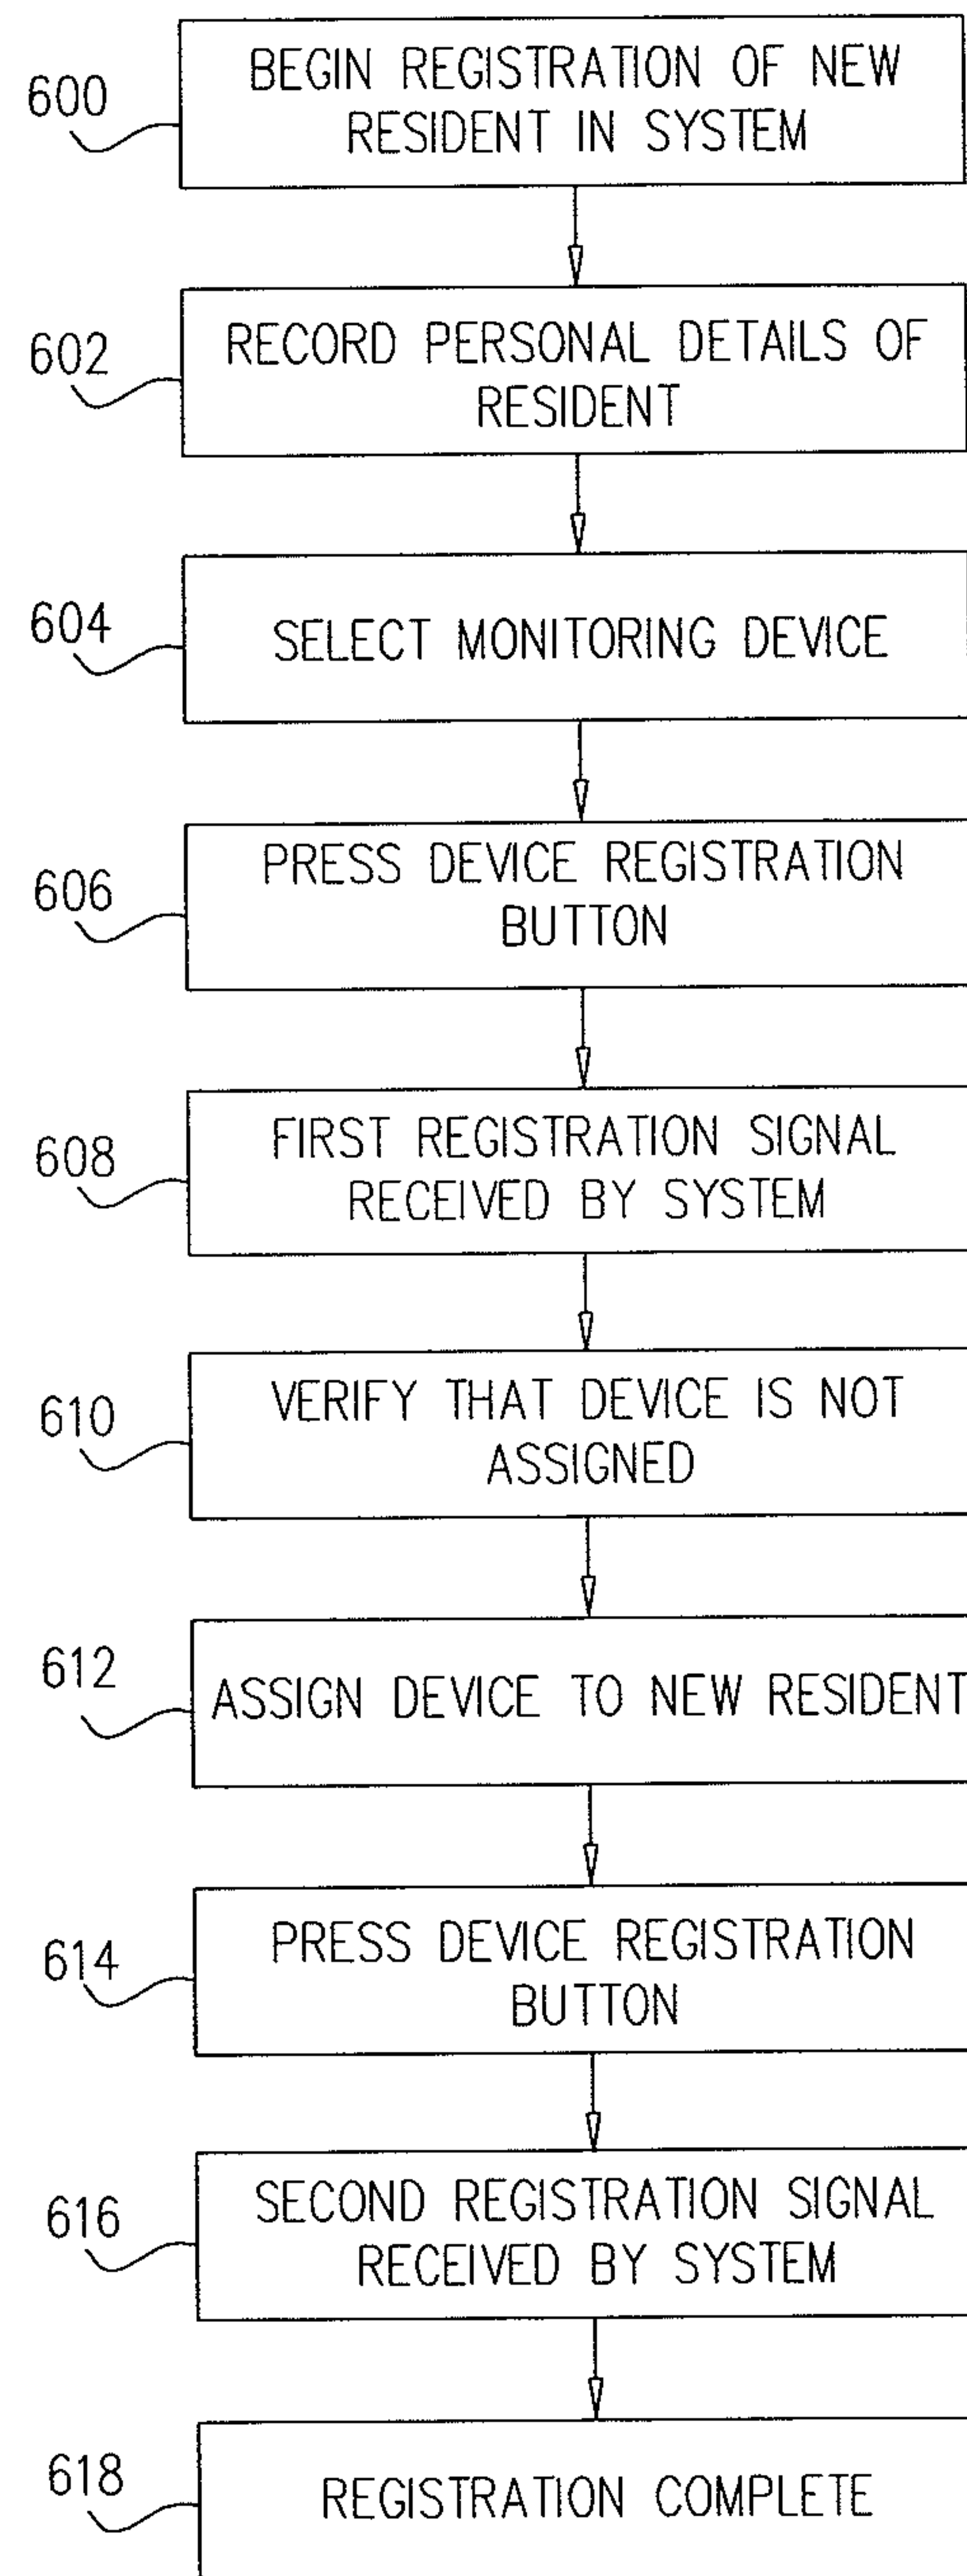 600
BEGIN REGISTRATION OF NEW
RESIDENT IN SYSTEM
602
RECORD PERSONAL DETAILS OF
RESIDENT
604
SELECT MONITORING DEVICE
606
PRESS DEVICE REGISTRATION
BUTTON
608
FIRST REGISTRATION SIGNAL
RECEIVED BY SYSTEM
610
VERIFY THAT DEVICE IS NOT
ASSIGNED
612
ASSIGN DEVICE TO NEW RESIDENT
614
PRESS DEVICE REGISTRATION
BUTTON
616
SECOND REGISTRATION SIGNAL
RECEIVED BY SYSTEM
618
REGISTRATION COMPLETE